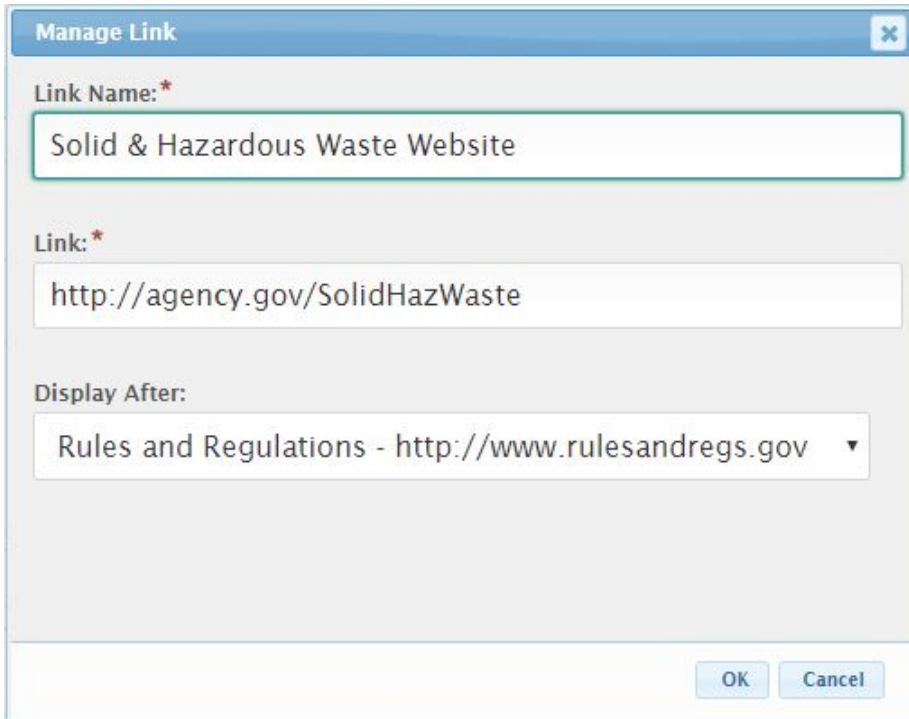 Manage Link
Link Name:*
Solid & Hazardous Waste Website
Link:*
http://agency.gov/SolidHazWaste
Display After:
Rules and Regulations - http://www.rulesandregs.gov
OK Cancel